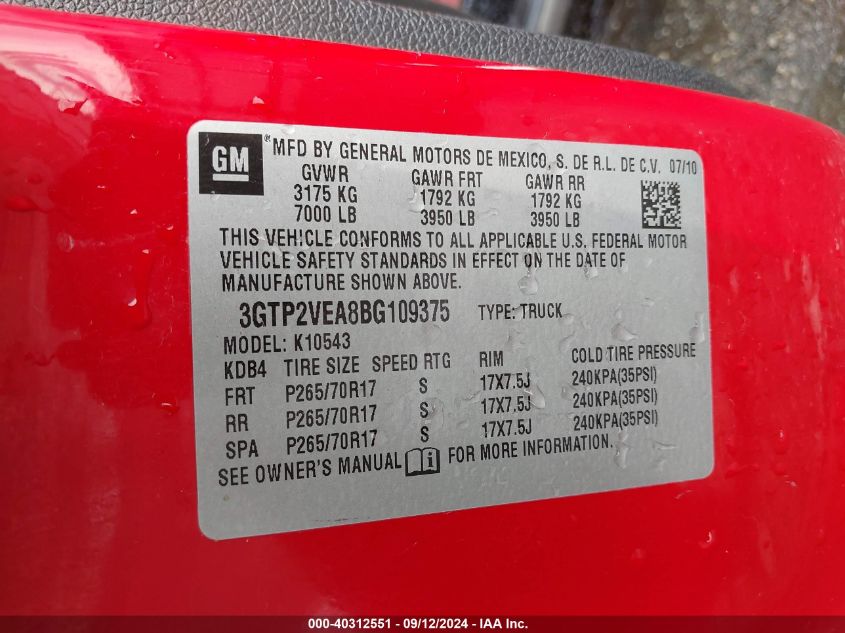 GM ® MFD BY GENERAL MOTORS DE MEXICO, S. DE R.L. DE C.V. 07/10
GVWR GAWR FRT GAWR RR
3175 KG 1792 KG 1792 KG
7000 LB 3950 LB 3950 LB
THIS VEHICLE CONFORMS TO ALL APPLICABLE U.S. FEDERAL MOTOR
VEHICLE SAFETY STANDARDS IN EFFECT ON THE DATE OF
MANUFACTURE SHOWN ABOVE.
3GTP2VEA8BG109375 TYPE: TRUCK
MODEL: K10543
KDB4 TIRE SIZE SPEED RTG RIM COLD TIRE PRESSURE
FRT P265/70R17 S 17X7.5J 240KPA(35PSI)
RR P265/70R17 S 17X7.5J 240KPA(35PSI)
SPA P265/70R17 S 17X7.5J 240KPA(35PSI)
SEE OWNER'S MANUAL FOR MORE INFORMATION.
000-40312551 - 09/12/2024 - IAA Inc.